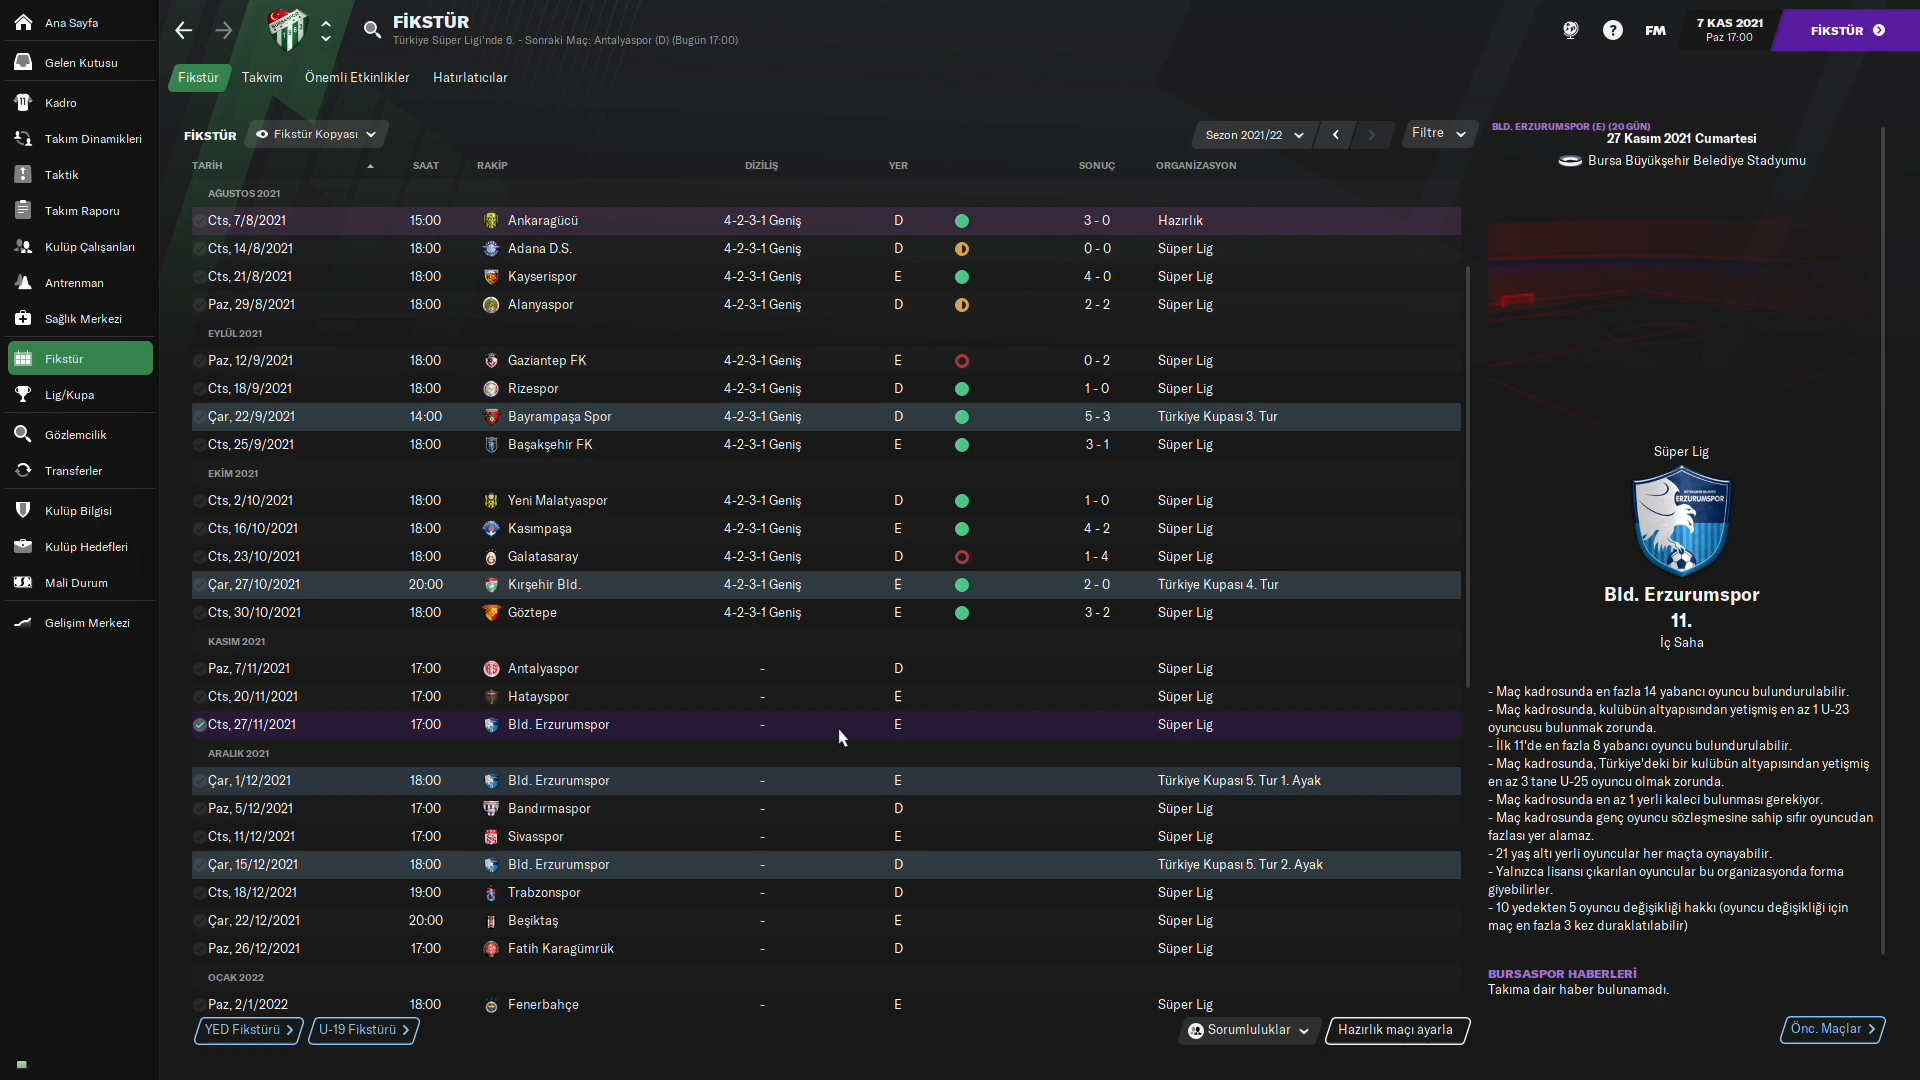 Ana Sayfa
Gelen Kutusu
Kadro
Takım Dinamikleri
Taktik
Takım Raporu
Kulüp Çalışanları
Antrenman
Sağlık Merkezi
Fikstür
Lig/Kupa
Gözlemcilik
Transferler
Kulüp Bilgisi
Kulüp Hedefleri
Mali Durum
Gelişim Merkezi
FİKSTÜR
Türkiye Süper Ligi'nde 6. - Sonraki Maç: Antalyaspor (D) (Bugün 17:00)
FM
7 KAS 2021
Paz 17:00
FİKSTÜR
Fikstür Takvim Önemli Etkinlikler Hatırlatıcılar
FİKSTÜR Fikstür Kopyası Sezon 2021/22 Filtre
TARİH SAAT RAKİP DİZİLİŞ YER SONUÇ ORGANİZASYON
AĞUSTOS 2021
Cts, 7/8/2021 15:00 Ankaragücü 4-2-3-1 Geniş D 3 - 0 Hazırlık
Cts, 14/8/2021 18:00 Adana D.S. 4-2-3-1 Geniş D 0 - 0 Süper Lig
Cts, 21/8/2021 18:00 Kayserispor 4-2-3-1 Geniş E 4 - 0 Süper Lig
Paz, 29/8/2021 18:00 Alanyaspor 4-2-3-1 Geniş D 2 - 2 Süper Lig
EYLÜL 2021
Paz, 12/9/2021 18:00 Gaziantep FK 4-2-3-1 Geniş E 0 - 2 Süper Lig
Cts, 18/9/2021 18:00 Rizespor 4-2-3-1 Geniş D 1 - 0 Süper Lig
Çar, 22/9/2021 14:00 Bayrampaşa Spor 4-2-3-1 Geniş D 5 - 3 Türkiye Kupası 3. Tur
Cts, 25/9/2021 18:00 Başakşehir FK 4-2-3-1 Geniş E 3 - 1 Süper Lig
EKİM 2021
Cts, 2/10/2021 18:00 Yeni Malatyaspor 4-2-3-1 Geniş D 1 - 0 Süper Lig
Cts, 16/10/2021 18:00 Kasımpaşa 4-2-3-1 Geniş E 4 - 2 Süper Lig
Cts, 23/10/2021 18:00 Galatasaray 4-2-3-1 Geniş D 1 - 4 Süper Lig
Çar, 27/10/2021 20:00 Kırşehir Bld. 4-2-3-1 Geniş E 2 - 0 Türkiye Kupası 4. Tur
Cts, 30/10/2021 18:00 Göztepe 4-2-3-1 Geniş E 3 - 2 Süper Lig
KASIM 2021
Paz, 7/11/2021 17:00 Antalyaspor - D Süper Lig
Cts, 20/11/2021 17:00 Hatayspor - E Süper Lig
Cts, 27/11/2021 17:00 Bld. Erzurumspor - E Süper Lig
ARALIK 2021
Çar, 1/12/2021 18:00 Bld. Erzurumspor - E Türkiye Kupası 5. Tur 1. Ayak
Paz, 5/12/2021 17:00 Bandırmaspor - D Süper Lig
Cts, 11/12/2021 17:00 Sivasspor - E Süper Lig
Çar, 15/12/2021 18:00 Bld. Erzurumspor - D Türkiye Kupası 5. Tur 2. Ayak
Cts, 18/12/2021 19:00 Trabzonspor - D Süper Lig
Çar, 22/12/2021 20:00 Beşiktaş - E Süper Lig
Paz, 26/12/2021 17:00 Fatih Karagümrük - D Süper Lig
OCAK 2022
Paz, 2/1/2022 18:00 Fenerbahçe - E Süper Lig
YED Fikstürü U-19 Fikstürü Sorumluluklar Hazırlık maçı ayarla
BLD. ERZURUMSPOR (E) (20 GÜN)
27 Kasım 2021 Cumartesi
Bursa Büyükşehir Belediye Stadyumu
Süper Lig
ERZURUMSPOR
Bld. Erzurumspor
11.
İç Saha
- Maç kadrosunda en fazla 14 yabancı oyuncu bulundurulabilir.
- Maç kadrosunda, kulübün altyapısından yetişmiş en az 1 U-23
oyuncusu bulunmak zorunda.
- İlk 11'de en fazla 8 yabancı oyuncu bulundurulabilir.
- Maç kadrosunda, Türkiye'deki bir kulübün altyapısından yetişmiş
en az 3 tane U-25 oyuncu olmak zorunda.
- Maç kadrosunda en az 1 yerli kaleci bulunması gerekiyor.
- Maç kadrosunda genç oyuncu sözleşmesine sahip sıfır oyuncudan
fazlası yer alamaz.
- 21 yaş altı yerli oyuncular her maçta oynayabilir.
- Yalnızca lisansı çıkarılan oyuncular bu organizasyonda forma
giyebilirler.
- 10 yedekten 5 oyuncu değişikliği hakkı (oyuncu değişikliği için
maç en fazla 3 kez duraklatılabilir)
BURSASPOR HABERLERİ
Takıma dair haber bulunamadı.
Önc. Maçlar